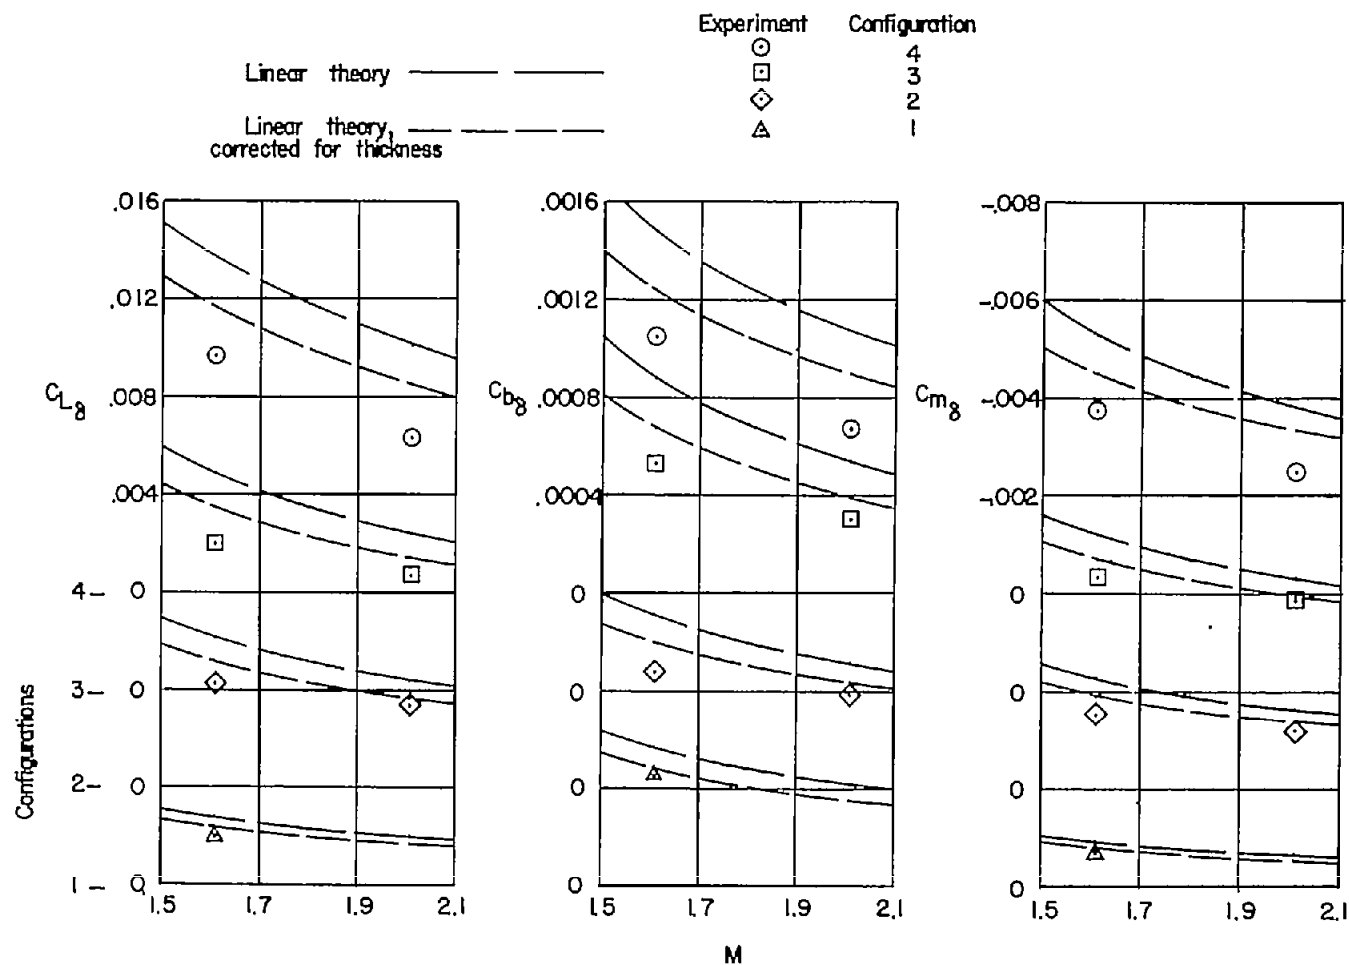 Experiment Configuration
4
Linear theory
3
2
Linear theory,
corrected for thickness
1
.016
.012
C_Lδ .008
.004
4– 0
3– 0
2– 0
1– 0
Configurations
1.5 1.7 1.9 2.1
.0016
.0012
C_bδ .0008
.0004
0
0
0
0
1.5 1.7 1.9 2.1
-.008
-.006
C_mδ -.004
-.002
0
0
0
0
1.5 1.7 1.9 2.1
M